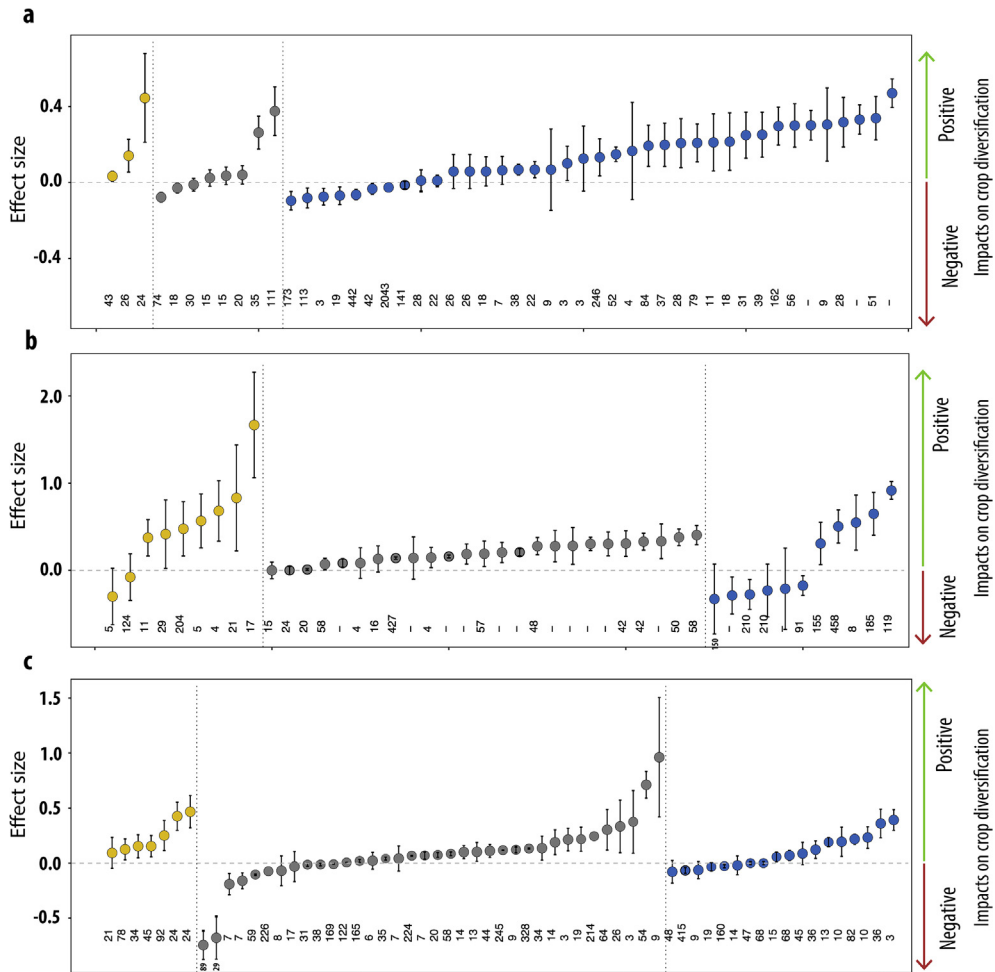 a
Effect size
0.4
0.0
-0.4
43 26 24 74 18 30 15 15 20 35 111 173 113 3 19 442 42 2043 141 28 22 26 26 18 7 38 22 9 3 3 246 52 4 84 37 28 79 11 18 31 39 162 56 – 9 28 – 51 –
Positive
Negative
Impacts on crop diversification
b
Effect size
2.0
1.0
0.0
5 124 11 29 204 5 4 21 17 15 24 20 58 – 4 16 427 – 4 – – 57 – – 48 – – – – 42 42 – 50 58 150 – 210 210 7 91 155 458 8 185 119
Positive
Negative
Impacts on crop diversification
c
Effect size
1.5
1.0
0.5
0.0
-0.5
21 78 34 45 92 24 24 89 29 7 7 59 226 8 17 31 38 169 122 165 6 35 7 224 7 20 58 14 13 44 245 9 328 34 14 3 19 214 64 26 3 54 9 48 415 9 19 160 14 47 68 15 68 45 36 13 10 82 10 36 3
Positive
Negative
Impacts on crop diversification